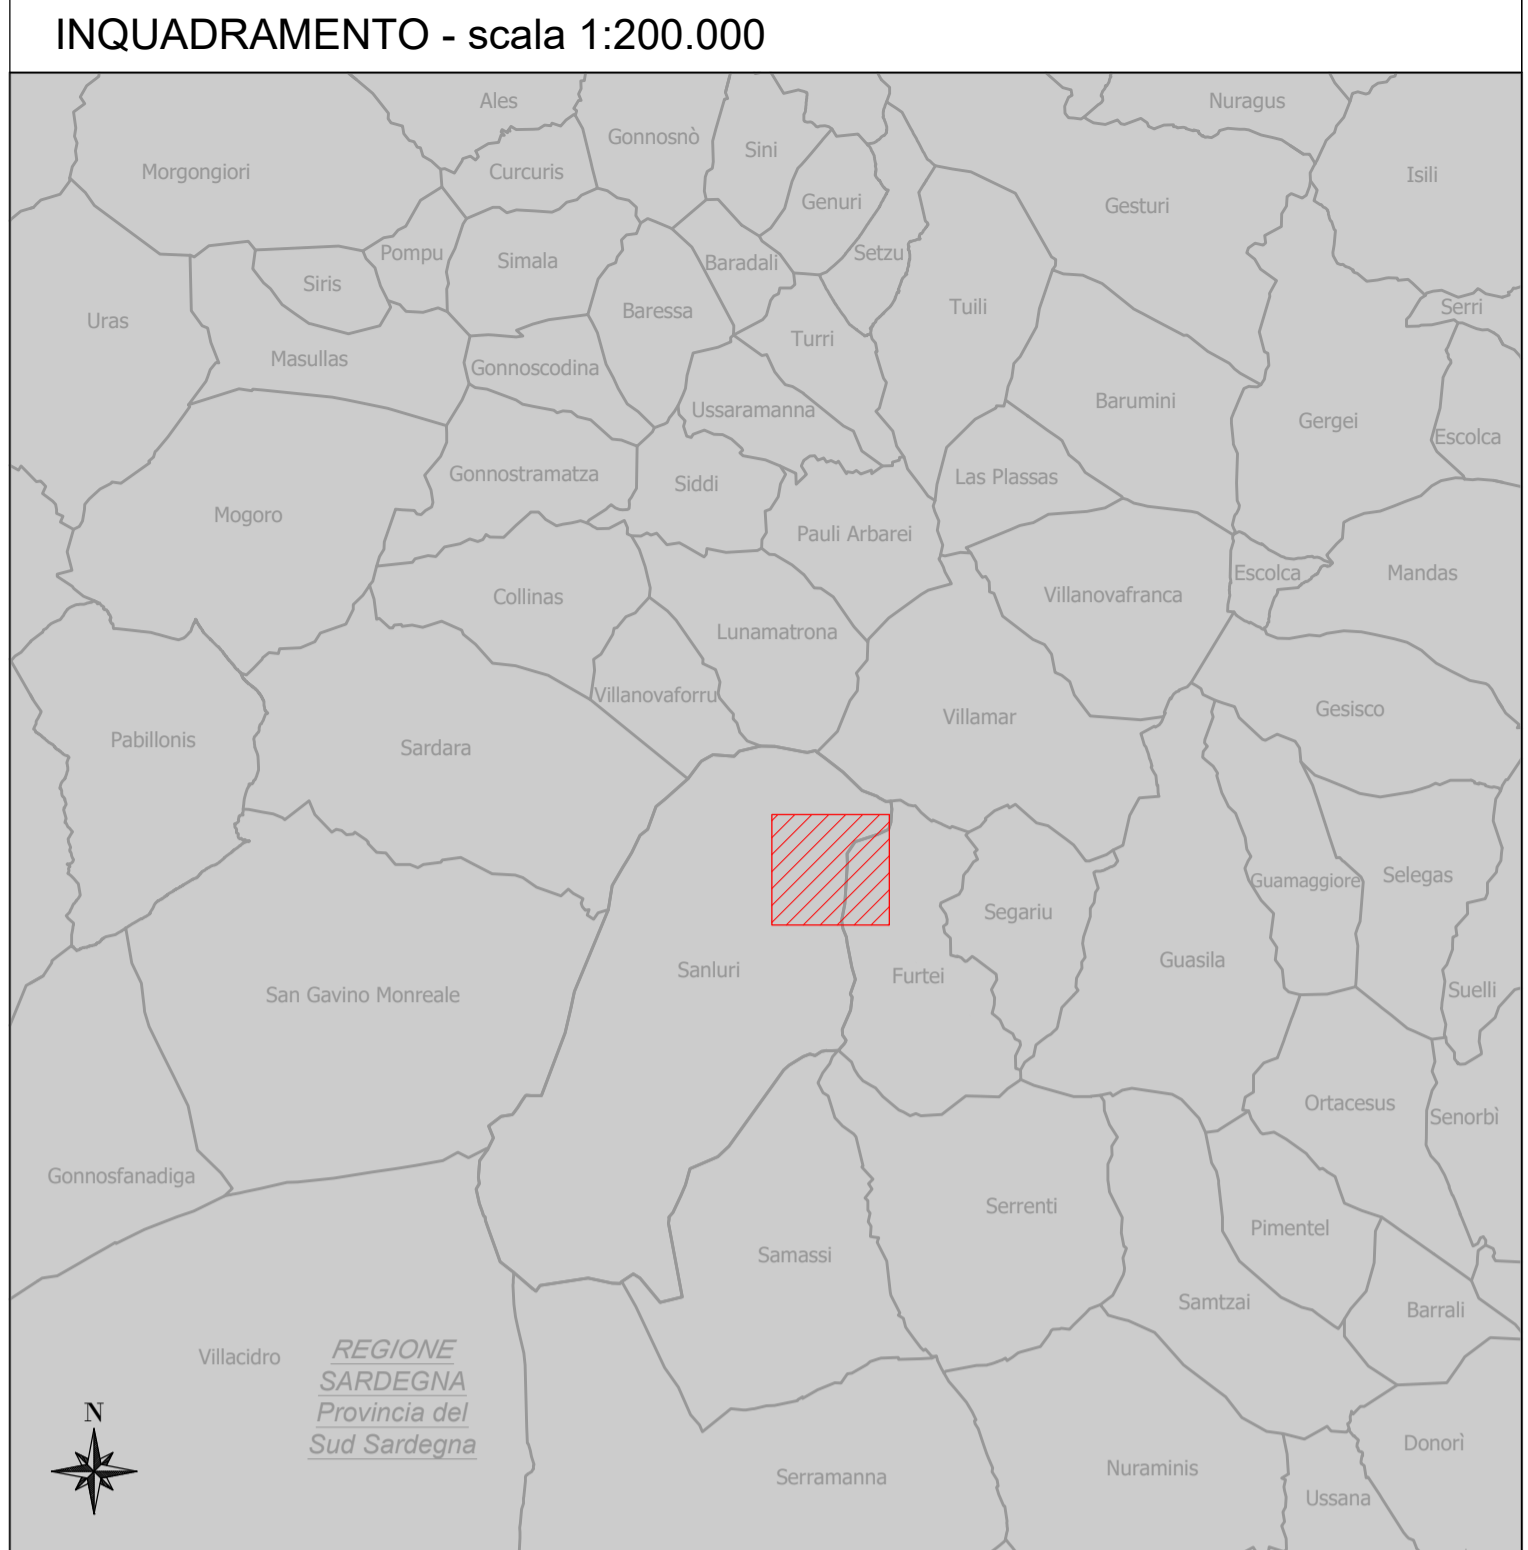 INQUADRAMENTO - scala 1:200.000
Ales
Nuragus
Gonnosnò
Sini
Morgongiori
Curcuris
Isili
Genuri
Gesturi
Pompu
Simala
Baradali
Setzu
Siris
Baressa
Tuili
Serri
Uras
Turri
Masullas
Gonnoscodina
Ussaramanna
Barumini
Gergei
Escolca
Gonnostramatza
Siddi
Las Plassas
Mogoro
Pauli Arbarei
Escolca
Mandas
Collinas
Villanovafranca
Lunamatrona
Villanovaforru
Gesisco
Villamar
Pabillonis
Sardara
Guamaggiore
Selegas
Segariu
Guasila
Sanluri
Furtei
San Gavino Monreale
Suelli
Ortacesus
Senorbì
Gonnosfanadiga
Serrenti
Pimentel
Samassi
Samtzai
Barrali
Villacidro
REGIONE
SARDEGNA
Provincia del
Sud Sardegna
N
Donorì
Nuraminis
Serramanna
Ussana